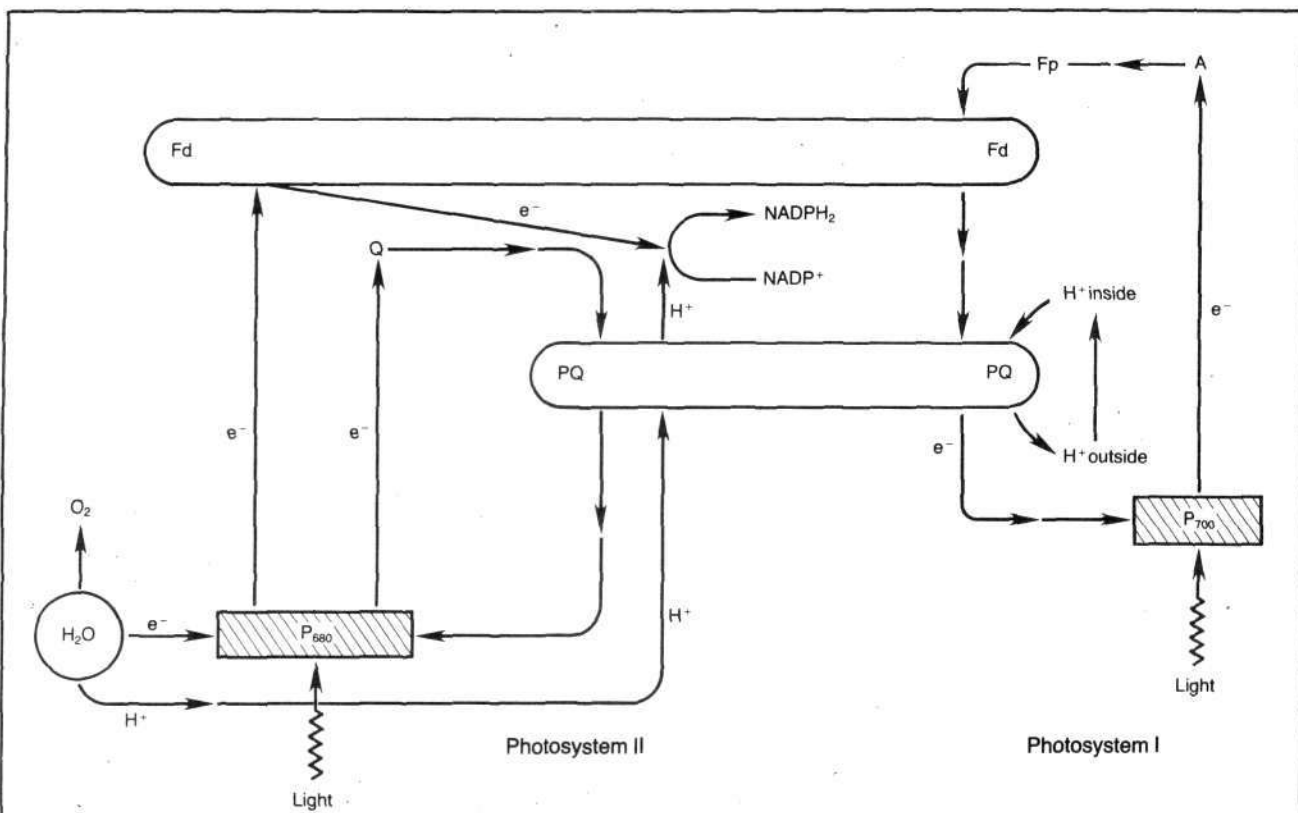 Fp
A
Fd
Fd
e⁻
NADPH₂
Q
NADP⁺
H⁺
H⁺ inside
e⁻
PQ
PQ
e⁻
e⁻
e⁻
H⁺ outside
O₂
P₇₀₀
H₂O
e⁻
P₆₈₀
H⁺
Light
H⁺
Photosystem II
Photosystem I
Light